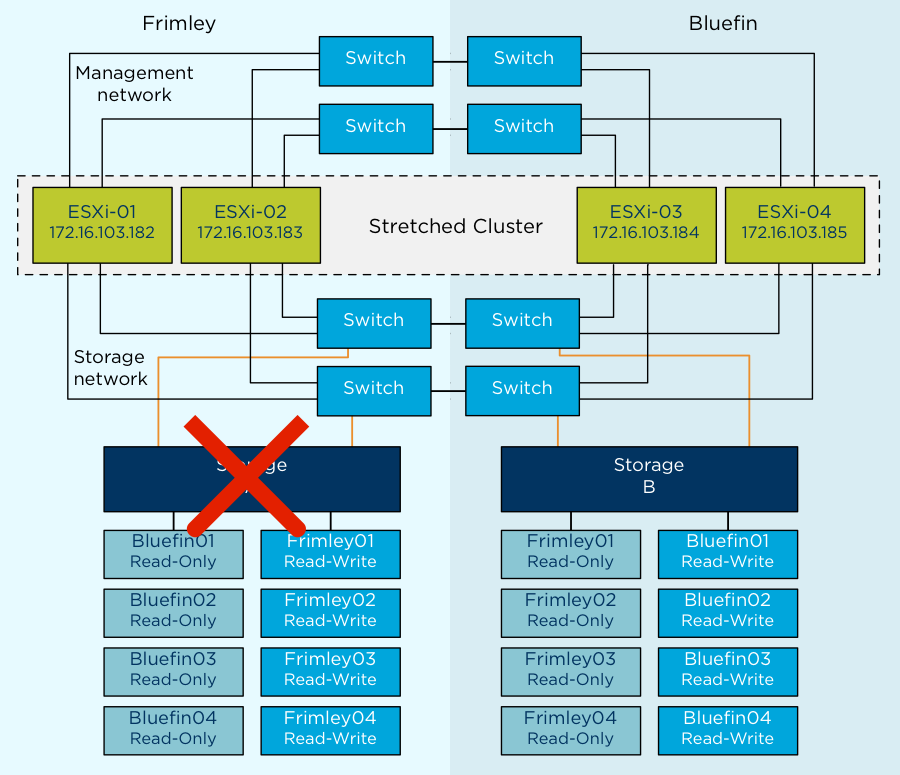 Frimley
Bluefin
Switch
Switch
Management
network
Switch
Switch
ESXi-01
172.16.103.182
ESXi-02
172.16.103.183
Stretched Cluster
ESXi-03
172.16.103.184
ESXi-04
172.16.103.185
Switch
Switch
Storage
network
Switch
Switch
Storage
Storage
B
Bluefin01
Read-Only
Frimley01
Read-Write
Frimley01
Read-Only
Bluefin01
Read-Write
Bluefin02
Read-Only
Frimley02
Read-Write
Frimley02
Read-Only
Bluefin02
Read-Write
Bluefin03
Read-Only
Frimley03
Read-Write
Frimley03
Read-Only
Bluefin03
Read-Write
Bluefin04
Read-Only
Frimley04
Read-Write
Frimley04
Read-Only
Bluefin04
Read-Write